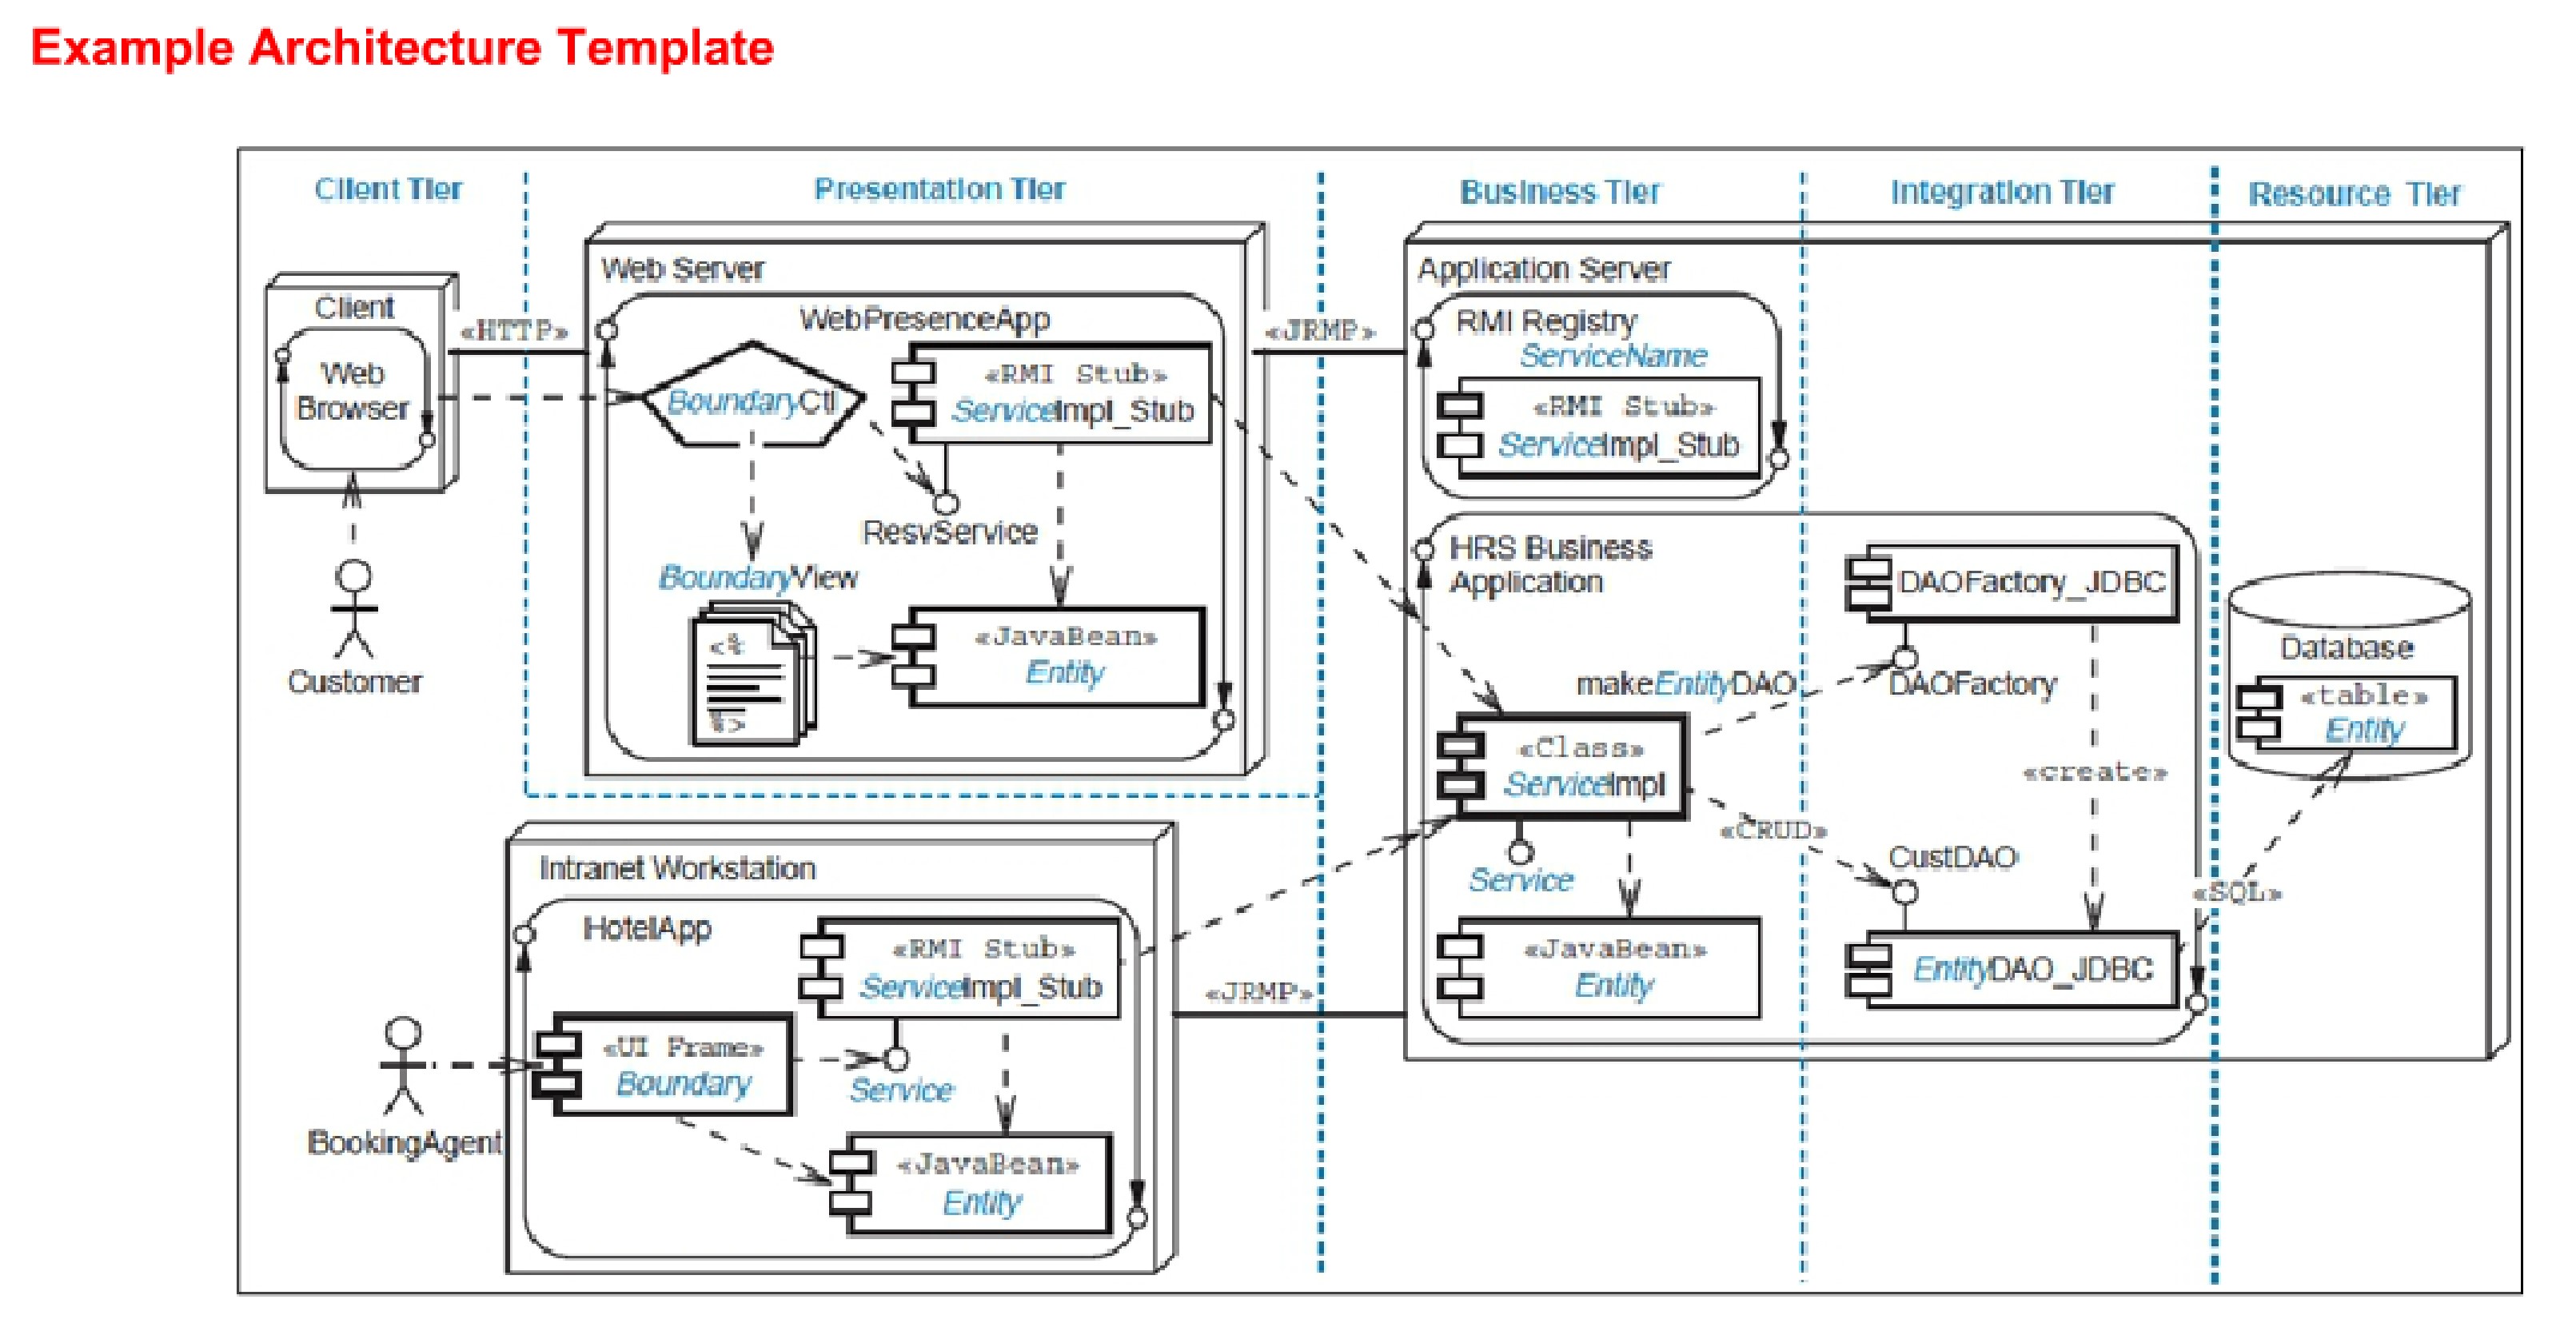 Example Architecture Template
Client Tier
Presentation Tier
Business Tier
Integration Tier
Resource Tier
Client
Web
Browser
Customer
«HTTP»
Web Server
WebPresenceApp
BoundaryCtl
«RMI Stub»
ServiceImpl_Stub
ResvService
BoundaryView
<%
%>
«JavaBean»
Entity
«JRMP»
Application Server
RMI Registry
ServiceName
«RMI Stub»
ServiceImpl_Stub
HRS Business
Application
DAOFactory_JDBC
makeEntityDAO
DAOFactory
«Class»
ServiceImpl
«create»
«CRUD»
Service
CustDAO
«JavaBean»
Entity
EntityDAO_JDBC
«SQL»
Database
«table»
Entity
Intranet Workstation
HotelApp
«RMI Stub»
ServiceImpl_Stub
«JRMP»
BookingAgent
«UI Frame»
Boundary
Service
«JavaBean»
Entity